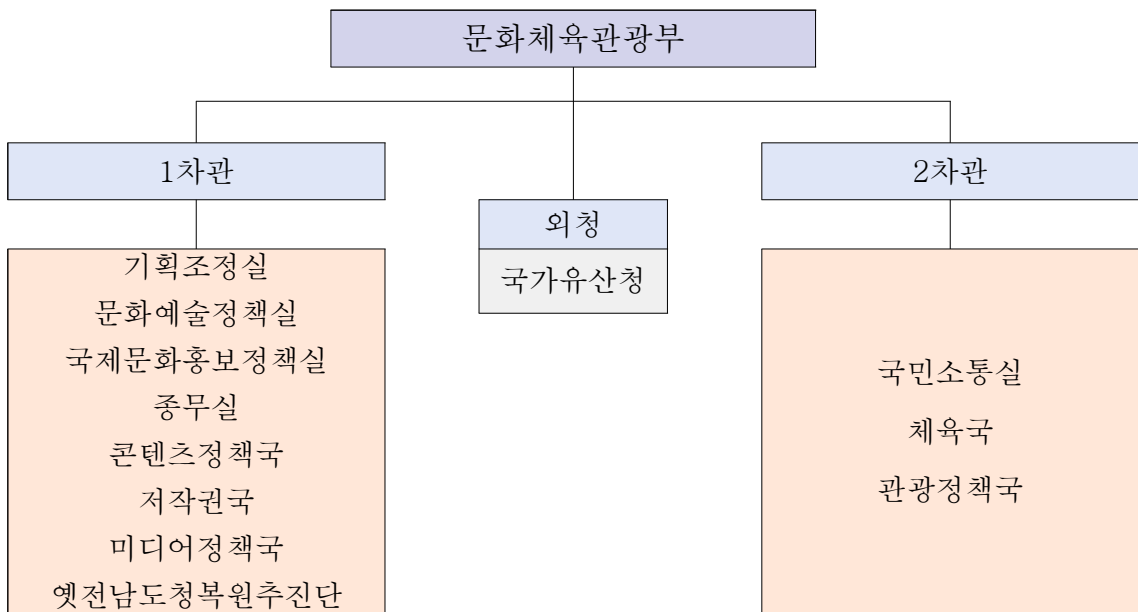 문화체육관광부
1차관
기획조정실
문화예술정책실
국제문화홍보정책실
종무실
콘텐츠정책국
저작권국
미디어정책국
옛전남도청복원추진단
외청
국가유산청
2차관
국민소통실
체육국
관광정책국